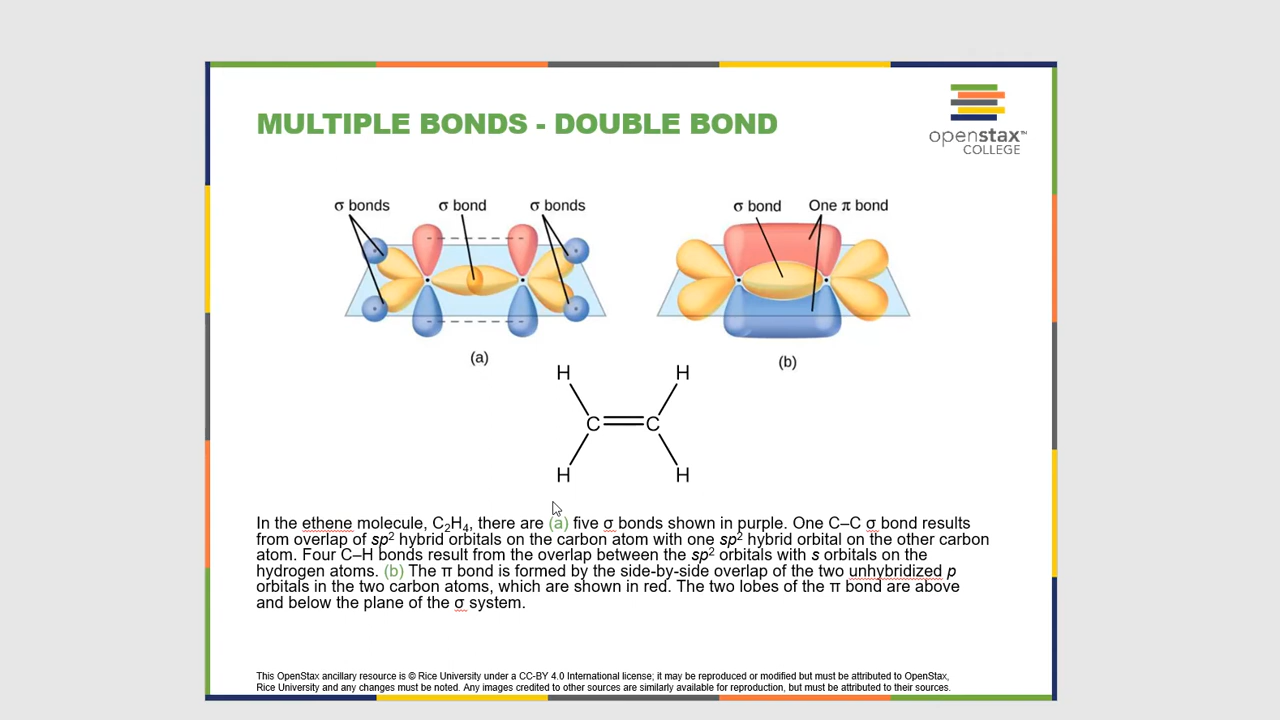 MULTIPLE BONDS - DOUBLE BOND
openstax™
COLLEGE
σ bonds σ bond σ bonds
σ bond One π bond
(a)
(b)
H H
C C
H H
In the ethene molecule, C₂H₄, there are (a) five σ bonds shown in purple. One C–C σ bond results
from overlap of sp² hybrid orbitals on the carbon atom with one sp² hybrid orbital on the other carbon
atom. Four C–H bonds result from the overlap between the sp² orbitals with s orbitals on the
hydrogen atoms. (b) The π bond is formed by the side-by-side overlap of the two unhybridized p
orbitals in the two carbon atoms, which are shown in red. The two lobes of the π bond are above
and below the plane of the σ system.
This OpenStax ancillary resource is © Rice University under a CC-BY 4.0 International license; it may be reproduced or modified but must be attributed to OpenStax,
Rice University and any changes must be noted. Any images credited to other sources are similarly available for reproduction, but must be attributed to their sources.